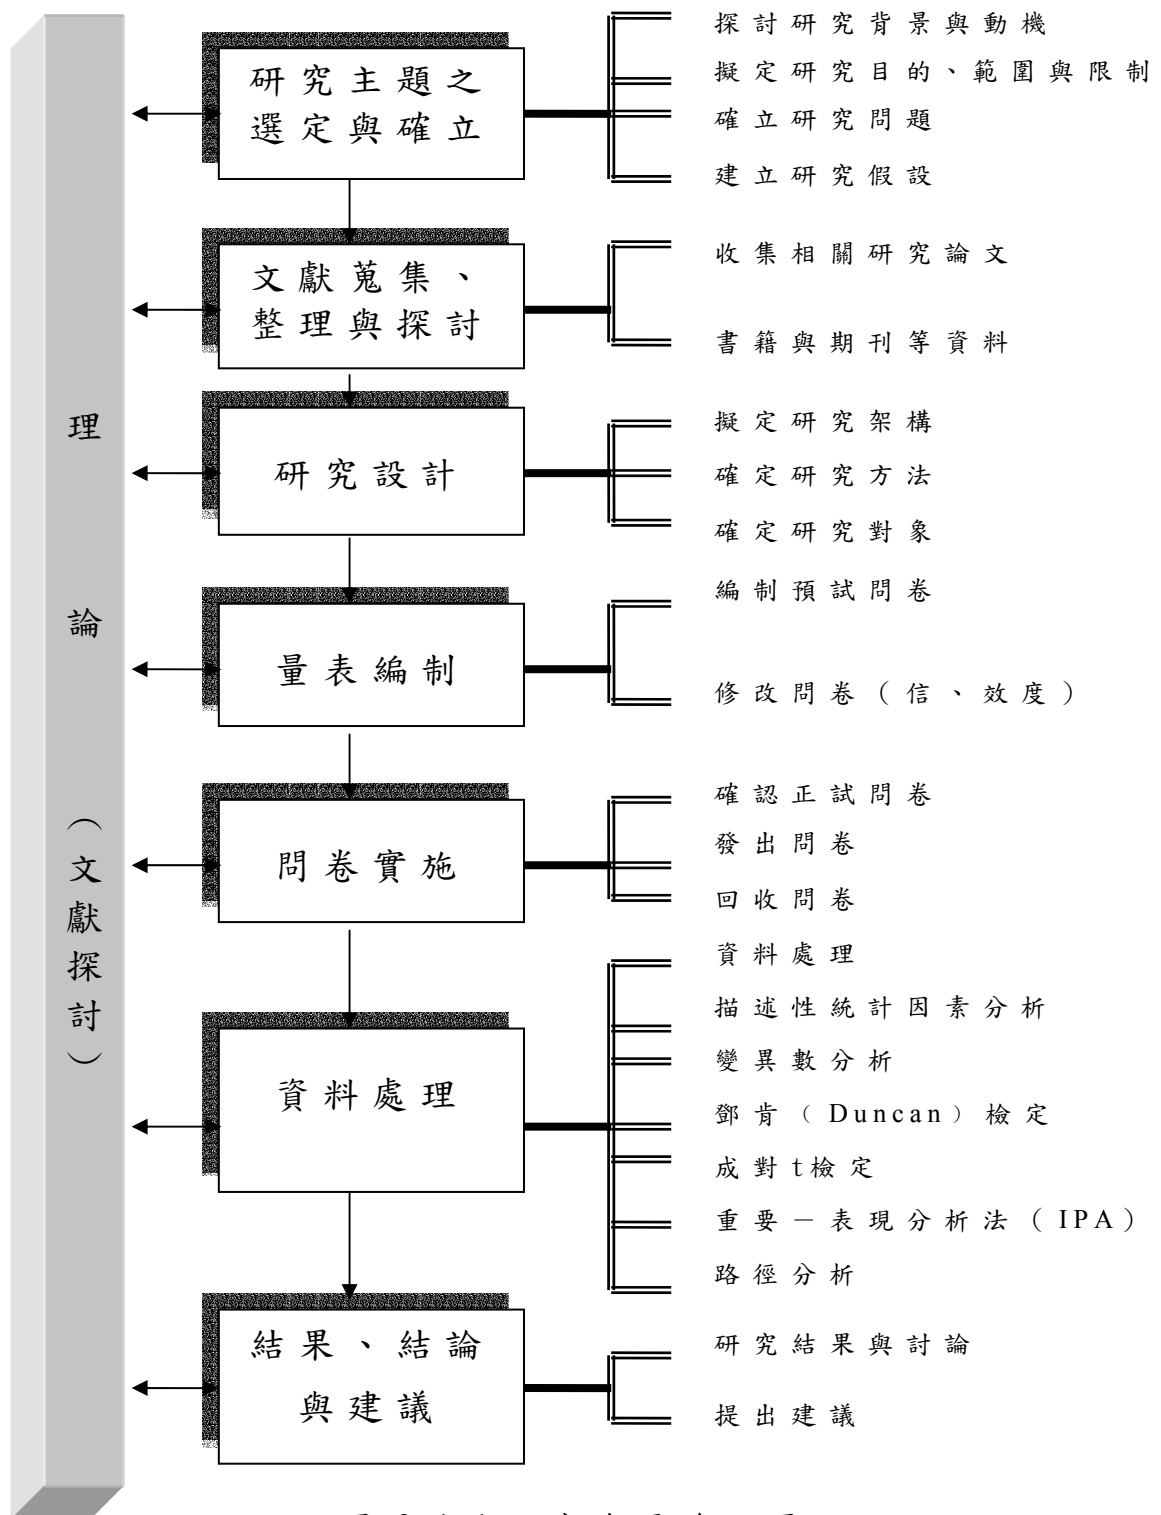 理
論
（文獻探討）
研究主題之
選定與確立
探討研究背景與動機
擬定研究目的、範圍與限制
確立研究問題
建立研究假設
文獻蒐集、
整理與探討
收集相關研究論文
書籍與期刊等資料
研究設計
擬定研究架構
確定研究方法
確定研究對象
量表編制
編制預試問卷
修改問卷（信、效度）
問卷實施
確認正試問卷
發出問卷
回收問卷
資料處理
資料處理
描述性統計因素分析
變異數分析
鄧肯（Duncan）檢定
成對t檢定
重要－表現分析法（IPA）
路徑分析
結果、結論
與建議
研究結果與討論
提出建議